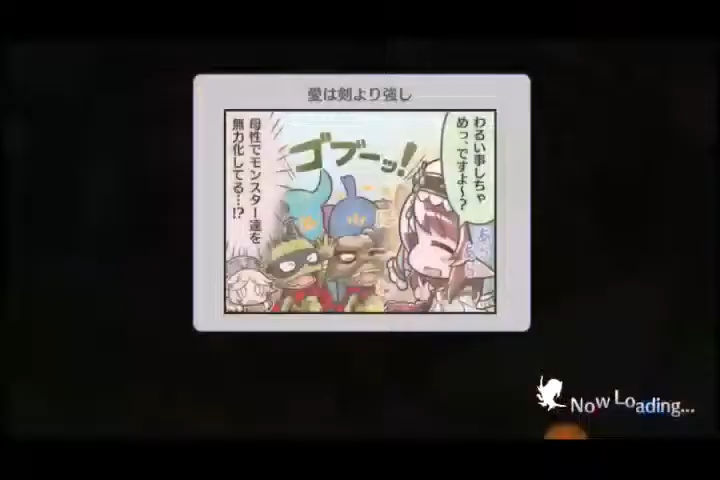 愛は剣より強し
わるい事しちゃ
めっ、ですよ～?
ゴブーッ!
母性でモンスター達を
無力化してる…!?
Now Loading...